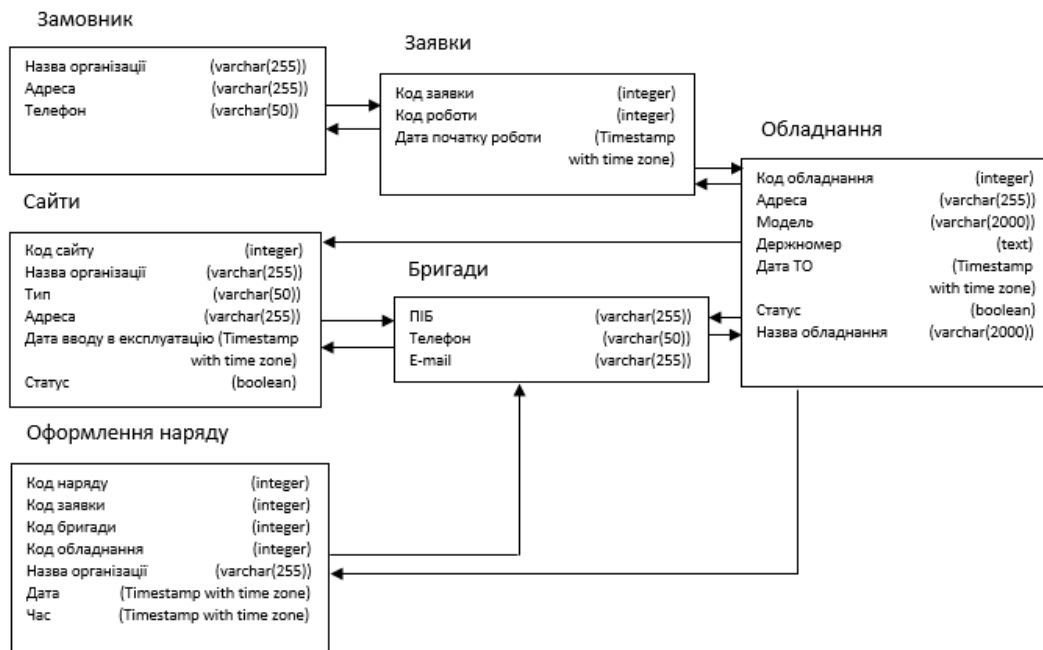 Замовник
Назва організації (varchar(255))
Адреса (varchar(255))
Телефон (varchar(50))
Заявки
Код заявки (integer)
Код роботи (integer)
Дата початку роботи (Timestamp
with time zone)
Обладнання
Код обладнання (integer)
Адреса (varchar(255))
Модель (varchar(2000))
Держномер (text)
Дата ТО (Timestamp
with time zone)
Статус (boolean)
Назва обладнання (varchar(2000))
Сайти
Код сайту (integer)
Назва організації (varchar(255))
Тип (varchar(50))
Адреса (varchar(255))
Дата вводу в експлуатацію (Timestamp
with time zone)
Статус (boolean)
Бригади
ПІБ (varchar(255))
Телефон (varchar(50))
E-mail (varchar(255))
Оформлення наряду
Код наряду (integer)
Код заявки (integer)
Код бригади (integer)
Код обладнання (integer)
Назва організації (varchar(255))
Дата (Timestamp with time zone)
Час (Timestamp with time zone)